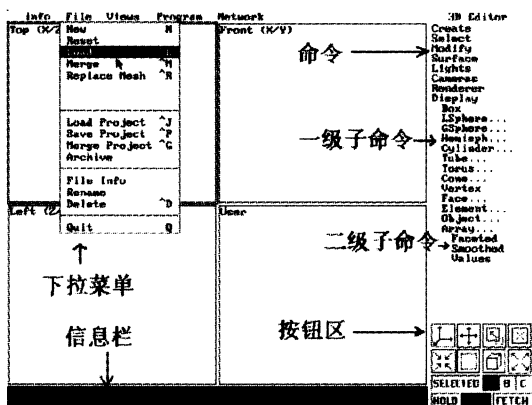 Info File Views Program Network 3D Editor
Top (X/Z
New N
Reset
Merge ^M
Replace Mesh ^R
Load Project ^J
Save Project ^P
Merge Project ^G
Archive
File Info
Rename
Delete ^D
Quit Q
Front (X/Y)
Left (Z/
User
下拉菜单
信息栏
命令
一级子命令
二级子命令
按钮区
Create
Select
Modify
Surface
Lights
Cameras
Renderer
Display
Box
LSphere...
GSphere...
Hemisph...
Cylinder...
Tube...
Torus...
Cone...
Vertex
Face...
Element...
Object...
Array...
Faceted
Smoothed
Values
SELECTED B C
HOLD FETCH